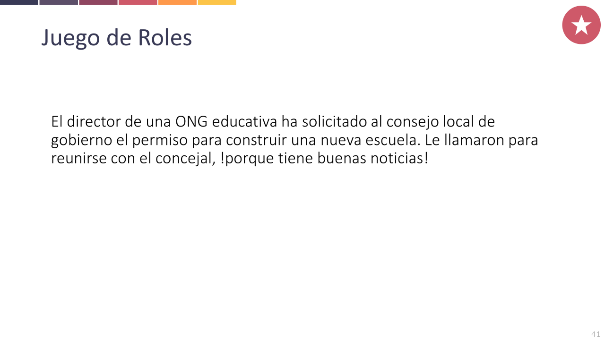 Juego de Roles
El director de una ONG educativa ha solicitado al consejo local de
gobierno el permiso para construir una nueva escuela. Le llamaron para
reunirse con el concejal, !porque tiene buenas noticias!
41